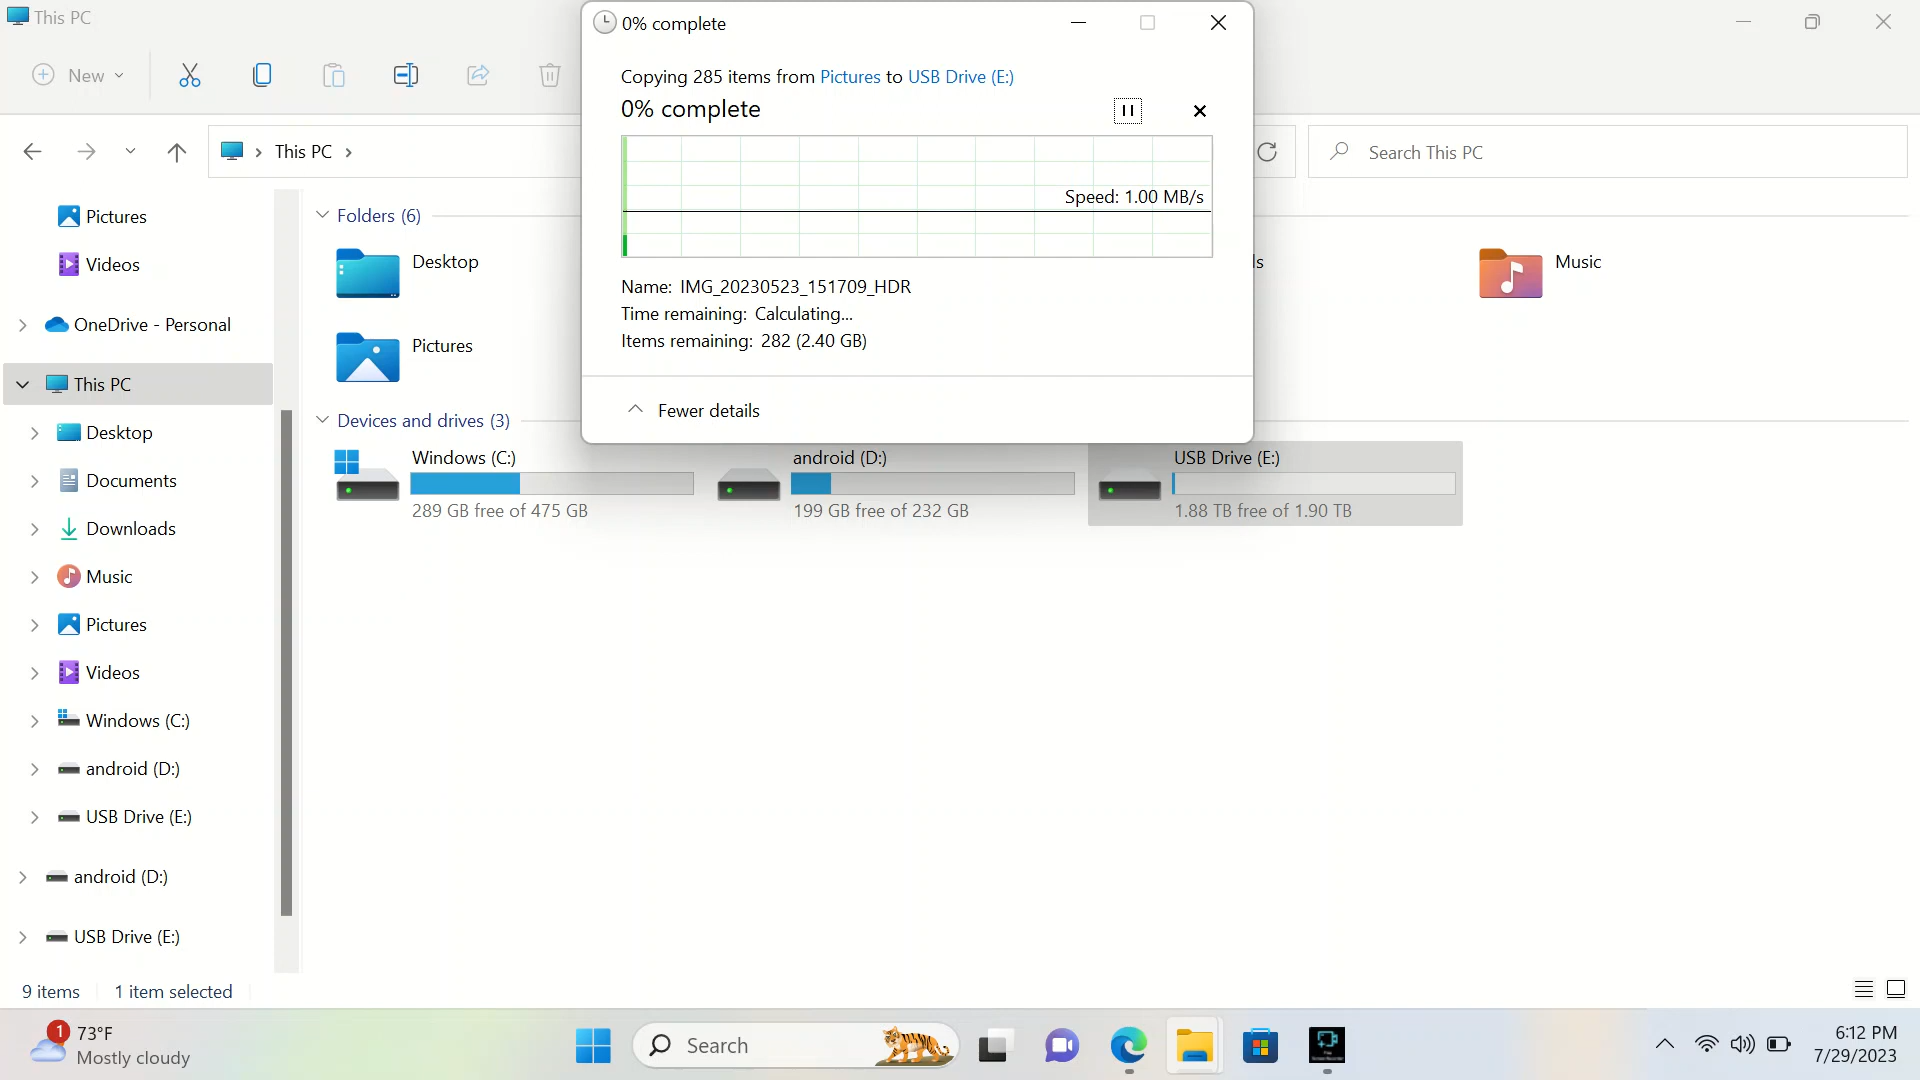 This PC
0% complete
New
Copying 285 items from Pictures to USB Drive (E:)
0% complete
This PC
Search This PC
Speed: 1.00 MB/s
Pictures
Videos
OneDrive - Personal
This PC
Desktop
Documents
Downloads
Music
Pictures
Videos
Windows (C:)
android (D:)
USB Drive (E:)
android (D:)
USB Drive (E:)
Folders (6)
Desktop
ls
Music
Pictures
Name: IMG_20230523_151709_HDR
Time remaining: Calculating...
Items remaining: 282 (2.40 GB)
Fewer details
Devices and drives (3)
Windows (C:)
289 GB free of 475 GB
android (D:)
199 GB free of 232 GB
USB Drive (E:)
1.88 TB free of 1.90 TB
9 items
1 item selected
1
73°F
Mostly cloudy
Search
6:12 PM
7/29/2023